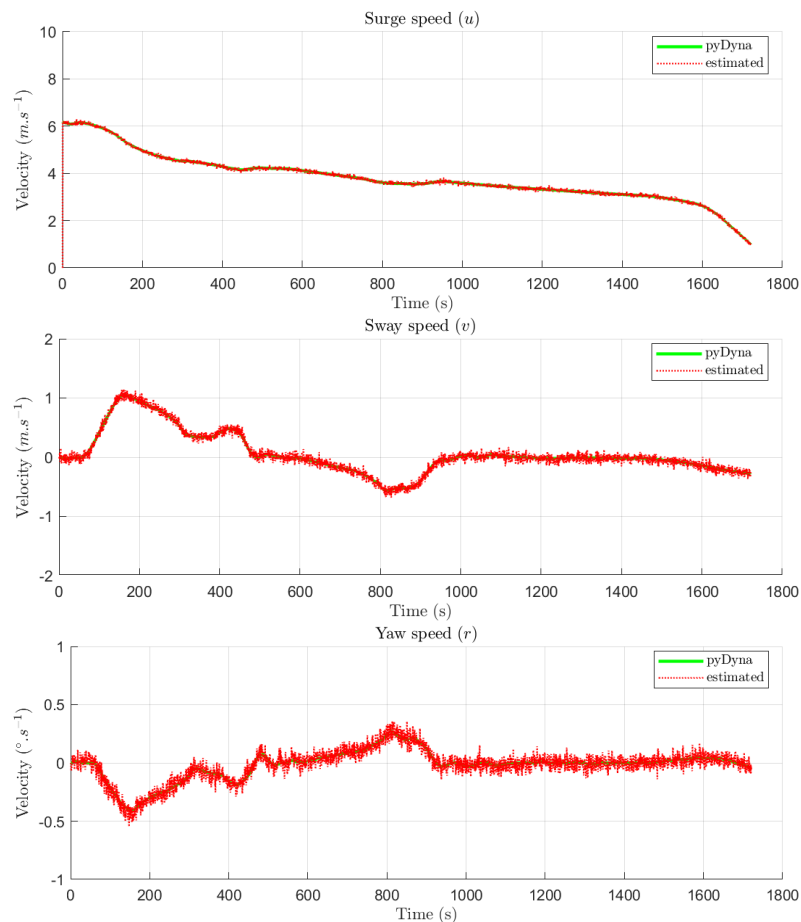 Surge speed (u)
10
8
6
4
2
0
Velocity (m.s⁻¹)
pyDyna
estimated
0 200 400 600 800 1000 1200 1400 1600 1800
Time (s)
Sway speed (v)
2
1
0
-1
-2
Velocity (m.s⁻¹)
pyDyna
estimated
0 200 400 600 800 1000 1200 1400 1600 1800
Time (s)
Yaw speed (r)
1
0.5
0
-0.5
-1
Velocity (°.s⁻¹)
pyDyna
estimated
0 200 400 600 800 1000 1200 1400 1600 1800
Time (s)